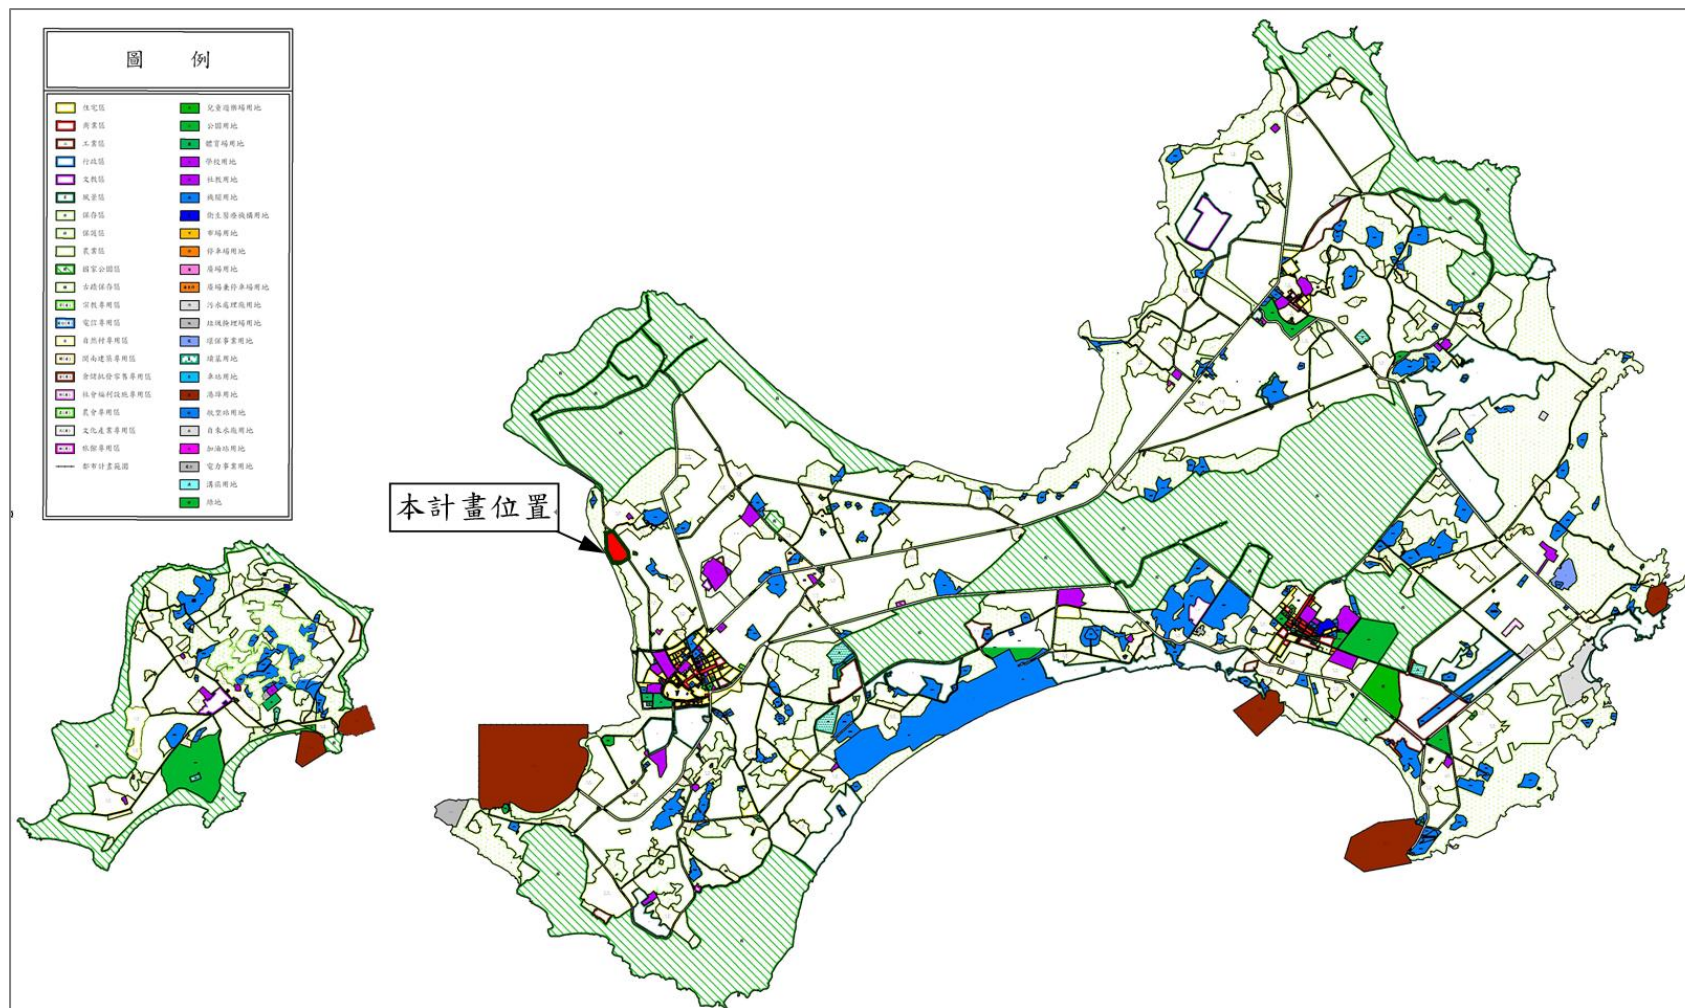 圖 例
住宅區
商業區
工業區
行政區
文教區
風景區
保存區
保護區
農業區
國家公園區
古蹟保存區
宗教專用區
電信專用區
自然村專用區
閩南建築專用區
倉儲批發零售專用區
社會福利設施專用區
農會專用區
文化產業專用區
旅館專用區
都市計畫範圍
兒童遊樂場用地
公園用地
體育場用地
學校用地
社教用地
機關用地
衛生醫療機構用地
市場用地
停車場用地
廣場用地
廣場兼停車場用地
污水處理廠用地
垃圾掩埋場用地
環保事業用地
墳墓用地
車站用地
港埠用地
航空站用地
自來水廠用地
加油站用地
電力事業用地
溝渠用地
綠地
本計畫位置